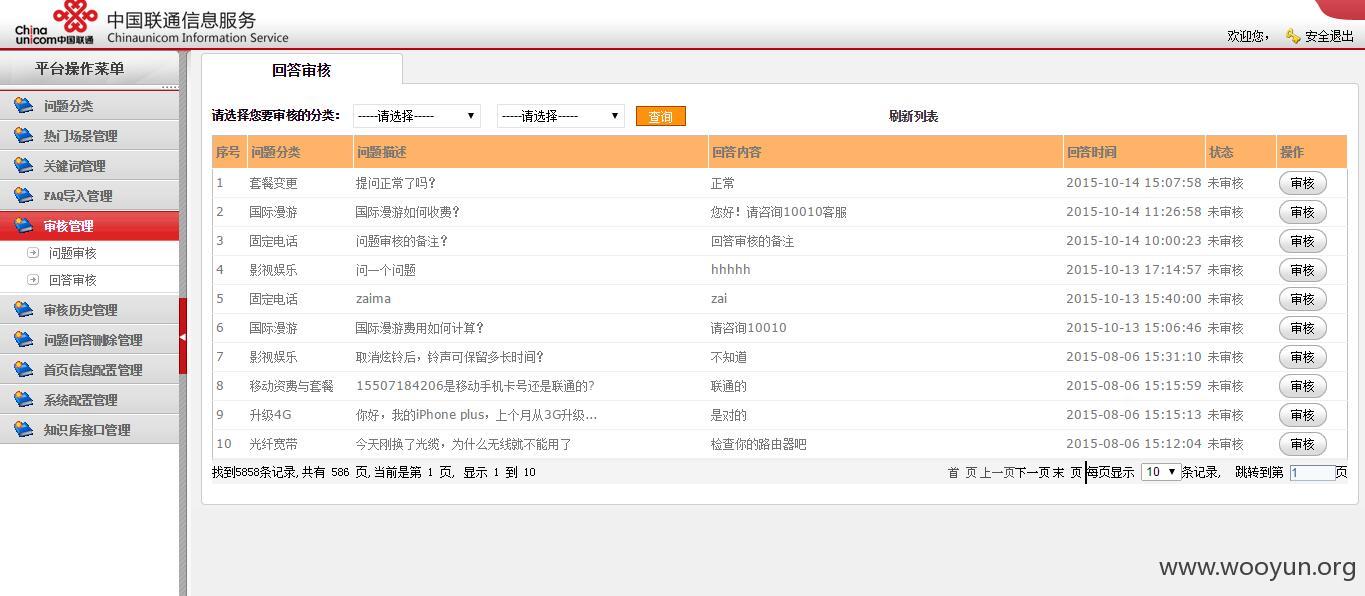 China
unicom中国联通
中国联通信息服务
Chinaunicom Information Service
欢迎您， 安全退出
平台操作菜单
问题分类
热门场景管理
关键词管理
FAQ导入管理
审核管理
问题审核
回答审核
审核历史管理
问题回答删除管理
首页信息配置管理
系统配置管理
知识库接口管理
回答审核
请选择您要审核的分类： -----请选择----- -----请选择----- 查询 刷新列表
序号 问题分类 问题描述 回答内容 回答时间 状态 操作
1 套餐变更 提问正常了吗？ 正常 2015-10-14 15:07:58 未审核 审核
2 国际漫游 国际漫游如何收费？ 您好！请咨询10010客服 2015-10-14 11:26:58 未审核 审核
3 固定电话 问题审核的备注？ 回答审核的备注 2015-10-14 10:00:23 未审核 审核
4 影视娱乐 问一个问题 hhhhh 2015-10-13 17:14:57 未审核 审核
5 固定电话 zaima zai 2015-10-13 15:40:00 未审核 审核
6 国际漫游 国际漫游费用如何计算？ 请咨询10010 2015-10-13 15:06:46 未审核 审核
7 影视娱乐 取消炫铃后，铃声可保留多长时间？ 不知道 2015-08-06 15:31:10 未审核 审核
8 移动资费与套餐 15507184206是移动手机卡号还是联通的? 联通的 2015-08-06 15:15:59 未审核 审核
9 升级4G 你好，我的iPhone plus，上个月从3G升级... 是对的 2015-08-06 15:15:13 未审核 审核
10 光纤宽带 今天刚换了光缆，为什么无线就不能用了 检查你的路由器吧 2015-08-06 15:12:04 未审核 审核
找到5858条记录,共有 586 页,当前是第 1 页, 显示 1 到 10 首 页 上一页 下一页 末 页 每页显示 10 条记录, 跳转到第 1 页
www.wooyun.org